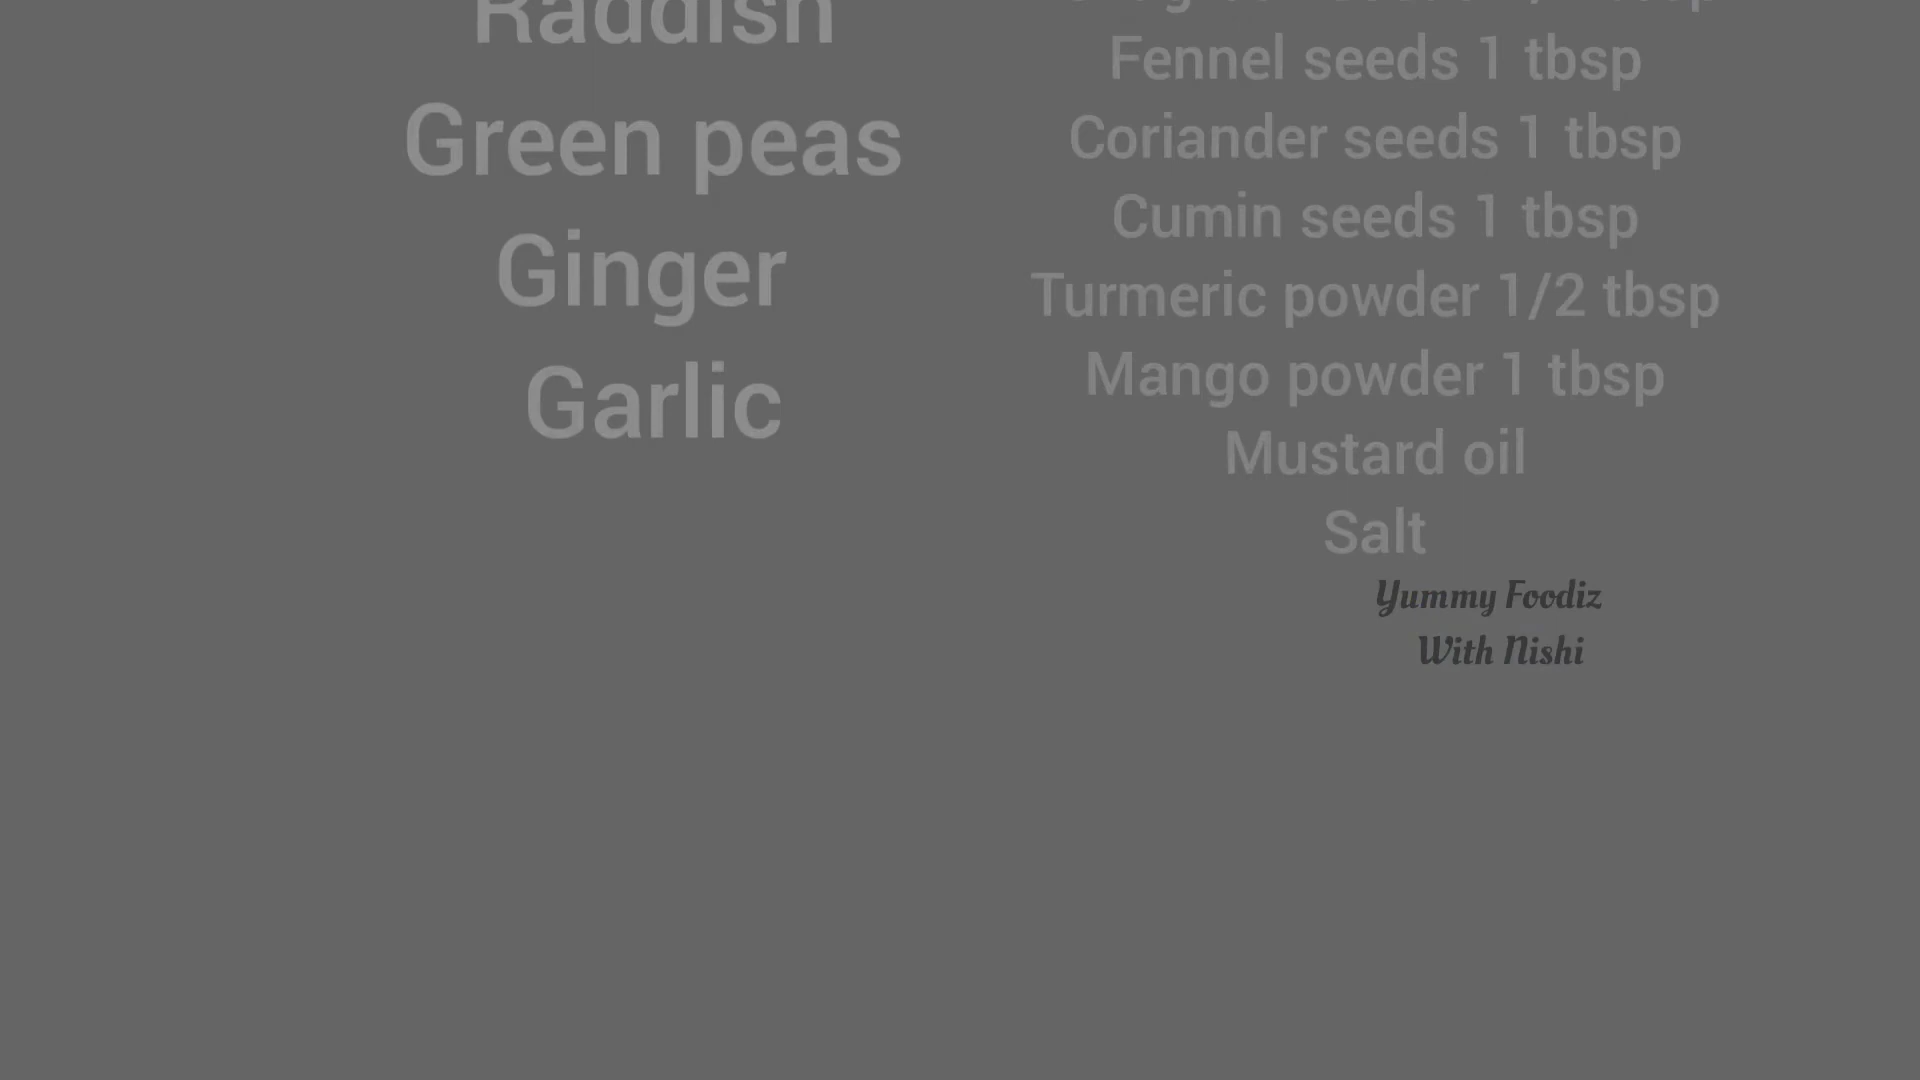 Raddish
Green peas
Ginger
Garlic
Fennel seeds 1 tbsp
Coriander seeds 1 tbsp
Cumin seeds 1 tbsp
Turmeric powder 1/2 tbsp
Mango powder 1 tbsp
Mustard oil
Salt
Yummy Foodiz
With Nishi